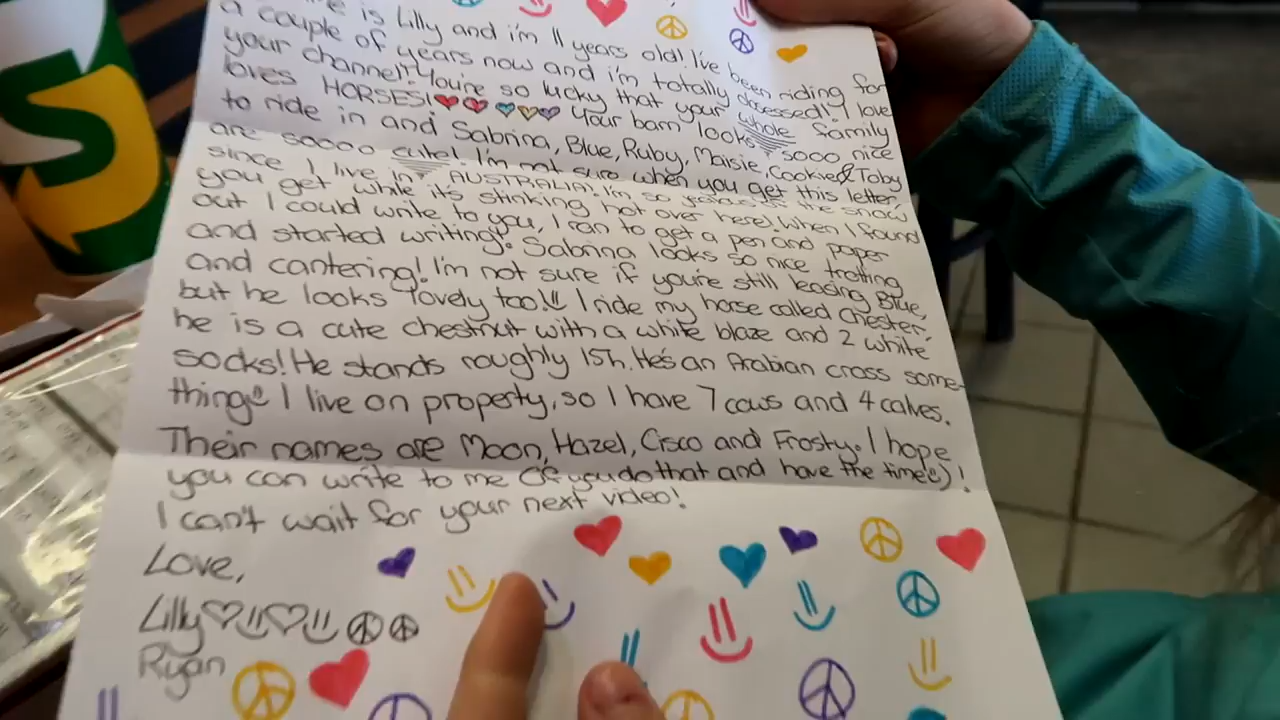 is Lilly and i'm 11 years old! I've been riding for
a couple of years now and i'm totally obsessed! I love
your channel! You're so lucky that your whole family
loves HORSES! Your barn looks sooo nice
to ride in and Sabrina, Blue, Ruby, Maisie, Cookie & Toby
are soooo cute! I'm not sure when you get this letter
since I live in AUSTRALIA! I'm so jealous of the snow
you get while it's stinking hot over here! When I found
out I could write to you, I ran to get a pen and paper
and started writing. Sabrina looks so nice trotting
and cantering! I'm not sure if you're still leasing Blue,
but he looks lovely too!! I ride my horse called Chester
he is a cute chestnut with a white blaze and 2 white
socks! He stands roughly 15h. He's an Arabian cross some-
thing I live on property, so I have 7 cows and 4 calves.
Their names are Moon, Hazel, Cisco and Frosty. I hope
you can write to me (if you do that and have the time)!
I can't wait for your next video!
Love,
Lilly
Ryan